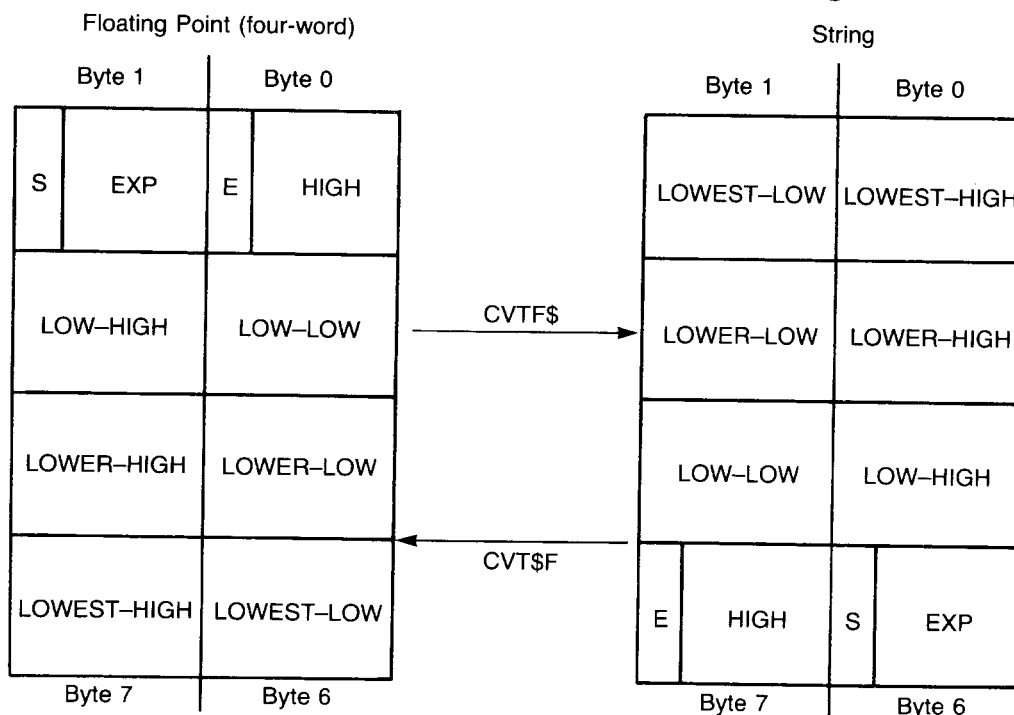 Floating Point (four-word)
Byte 1 Byte 0
S EXP E HIGH
LOW–HIGH LOW–LOW
LOWER–HIGH LOWER–LOW
LOWEST–HIGH LOWEST–LOW
Byte 7 Byte 6
CVTF$
CVT$F
String
Byte 1 Byte 0
LOWEST–LOW LOWEST–HIGH
LOWER–LOW LOWER–HIGH
LOW–LOW LOW–HIGH
E HIGH S EXP
Byte 7 Byte 6